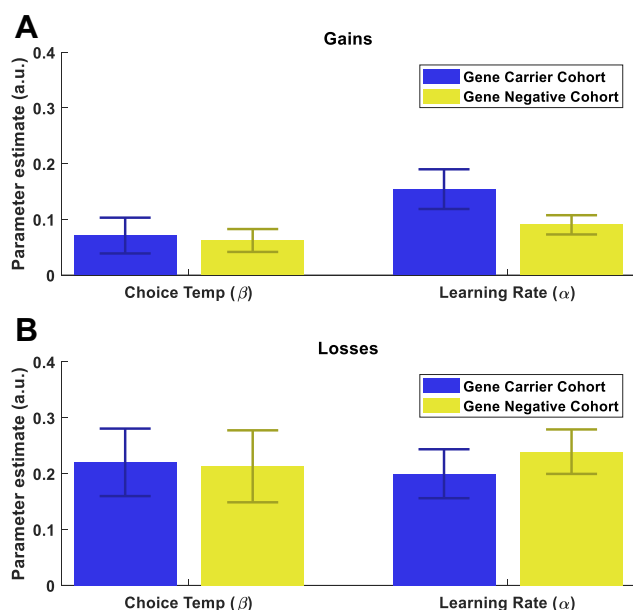 A
Gains
Parameter estimate (a.u.)
0.4
0.3
0.2
0.1
0
Gene Carrier Cohort
Gene Negative Cohort
Choice Temp (β)
Learning Rate (α)
B
Losses
Parameter estimate (a.u.)
0.4
0.3
0.2
0.1
0
Gene Carrier Cohort
Gene Negative Cohort
Choice Temp (β)
Learning Rate (α)